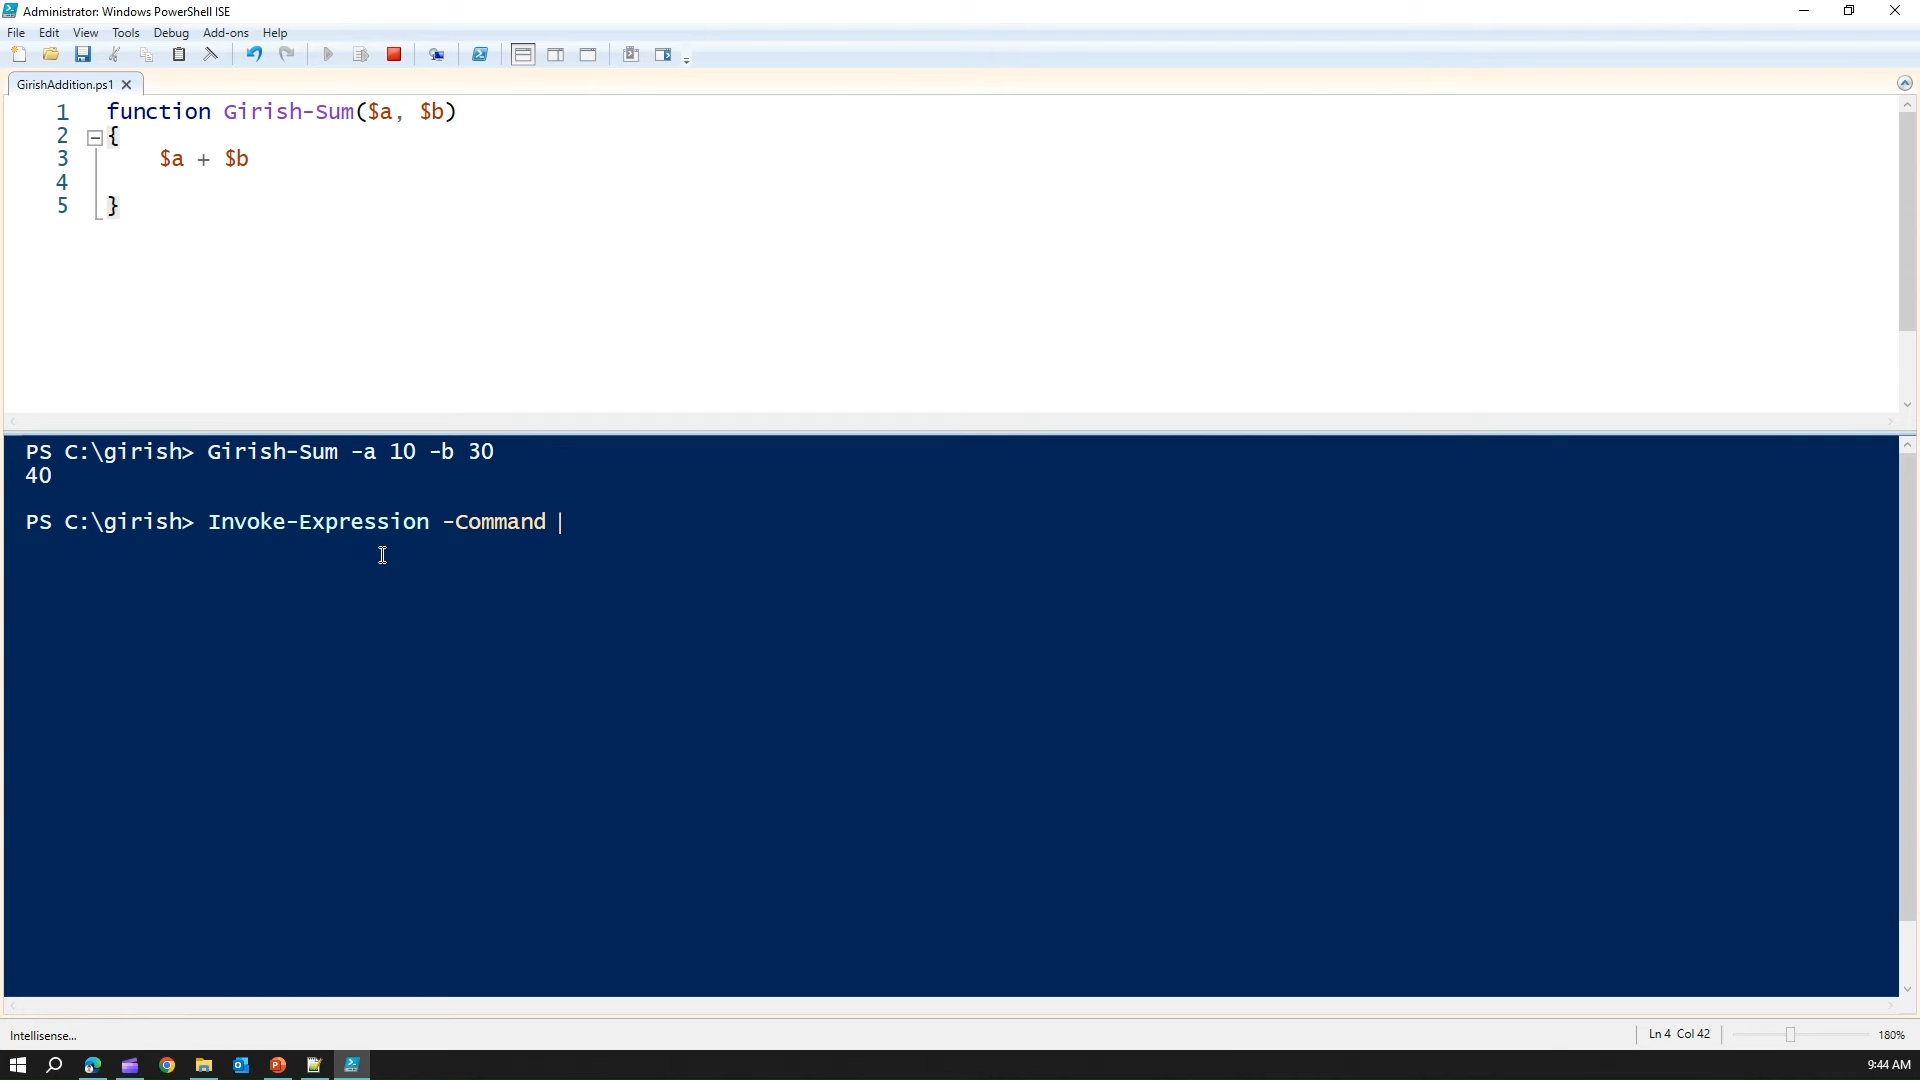 Administrator: Windows PowerShell ISE
File Edit View Tools Debug Add-ons Help
GirishAddition.ps1
1 function Girish-Sum($a, $b)
2 {
3 $a + $b
4
5 }
PS C:\girish> Girish-Sum -a 10 -b 30
40
PS C:\girish> Invoke-Expression -Command
Intellisense...
Ln 4 Col 42
180%
9:44 AM